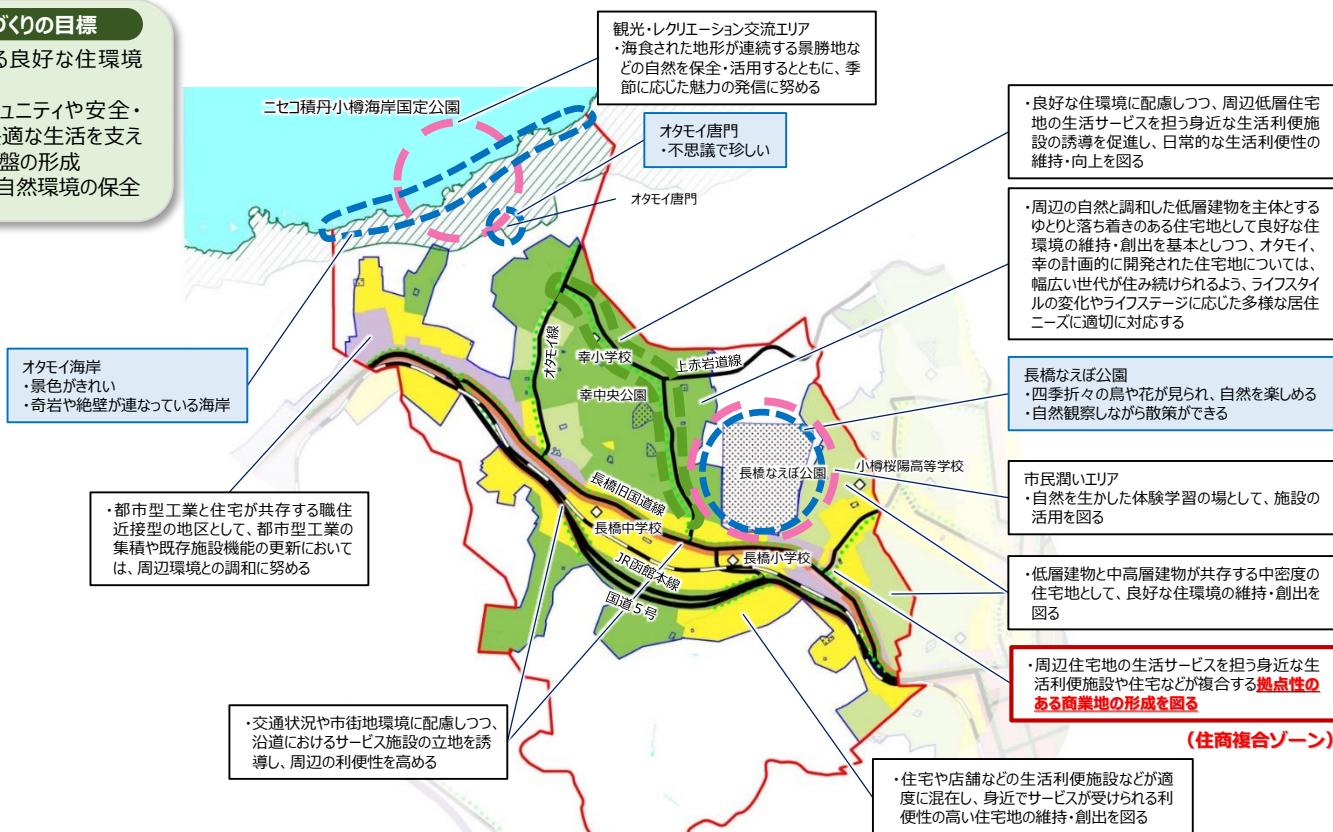 づくりの目標
る良好な住環境
ュニティや安全・
適な生活を支え
盤の形成
自然環境の保全
観光・レクリエーション交流エリア
・海食された地形が連続する景勝地な
どの自然を保全・活用するとともに、季
節に応じた魅力の発信に努める
ニセコ積丹小樽海岸国定公園
オタモイ唐門
・不思議で珍しい
オタモイ唐門
・良好な住環境に配慮しつつ、周辺低層住宅
地の生活サービスを担う身近な生活利便施
設の誘導を促進し、日常的な生活利便性の
維持・向上を図る
・周辺の自然と調和した低層建物を主体とする
ゆとりと落ち着きのある住宅地として良好な住
環境の維持・創出を基本としつつ、オタモイ、
幸の計画的に開発された住宅地については、
幅広い世代が住み続けられるよう、ライフスタイ
ルの変化やライフステージに応じた多様な居住
ニーズに適切に対応する
オタモイ海岸
・景色がきれい
・奇岩や絶壁が連なっている海岸
オタモイ線
幸小学校
上赤岩道線
幸中央公園
長橋なえぼ公園
・四季折々の鳥や花が見られ、自然を楽しめる
・自然観察しながら散策ができる
長橋なえぼ公園
小樽桜陽高等学校
市民潤いエリア
・自然を生かした体験学習の場として、施設の
活用を図る
・都市型工業と住宅が共存する職住
近接型の地区として、都市型工業の
集積や既存施設機能の更新において
は、周辺環境との調和に努める
長橋旧国道線
長橋中学校
長橋小学校
JR函館本線
国道5号
・低層建物と中高層建物が共存する中密度の
住宅地として、良好な住環境の維持・創出を
図る
・周辺住宅地の生活サービスを担う身近な生
活利便施設や住宅などが複合する拠点性の
ある商業地の形成を図る
（住商複合ゾーン）
・交通状況や市街地環境に配慮しつつ、
沿道におけるサービス施設の立地を誘
導し、周辺の利便性を高める
・住宅や店舗などの生活利便施設などが適
度に混在し、身近でサービスが受けられる利
便性の高い住宅地の維持・創出を図る